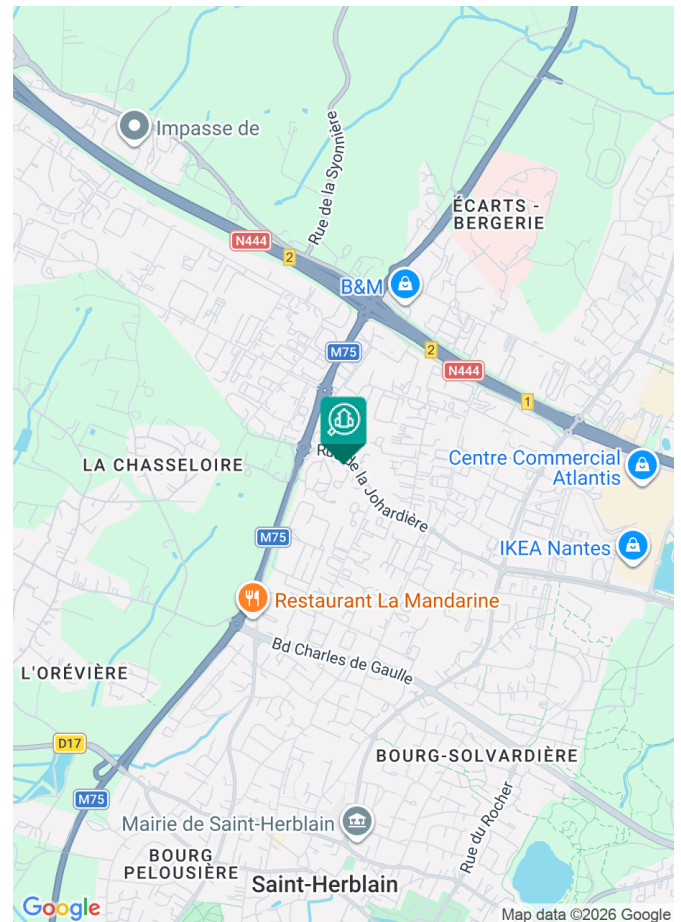 Impasse de
Rue de la Syonnière
ÉCARTS -
BERGERIE
N444
2
B&M
M75
2
N444
1
Rue de la Johardière
LA CHASSELOIRE
Centre Commercial
Atlantis
M75
IKEA Nantes
Restaurant La Mandarine
Bd Charles de Gaulle
L'ORÉVIÈRE
D17
BOURG-SOLVARDIÈRE
M75
Mairie de Saint-Herblain
Rue du Rocher
BOURG
PELOUSIÈRE
Saint-Herblain
Google
Map data ©2026 Google